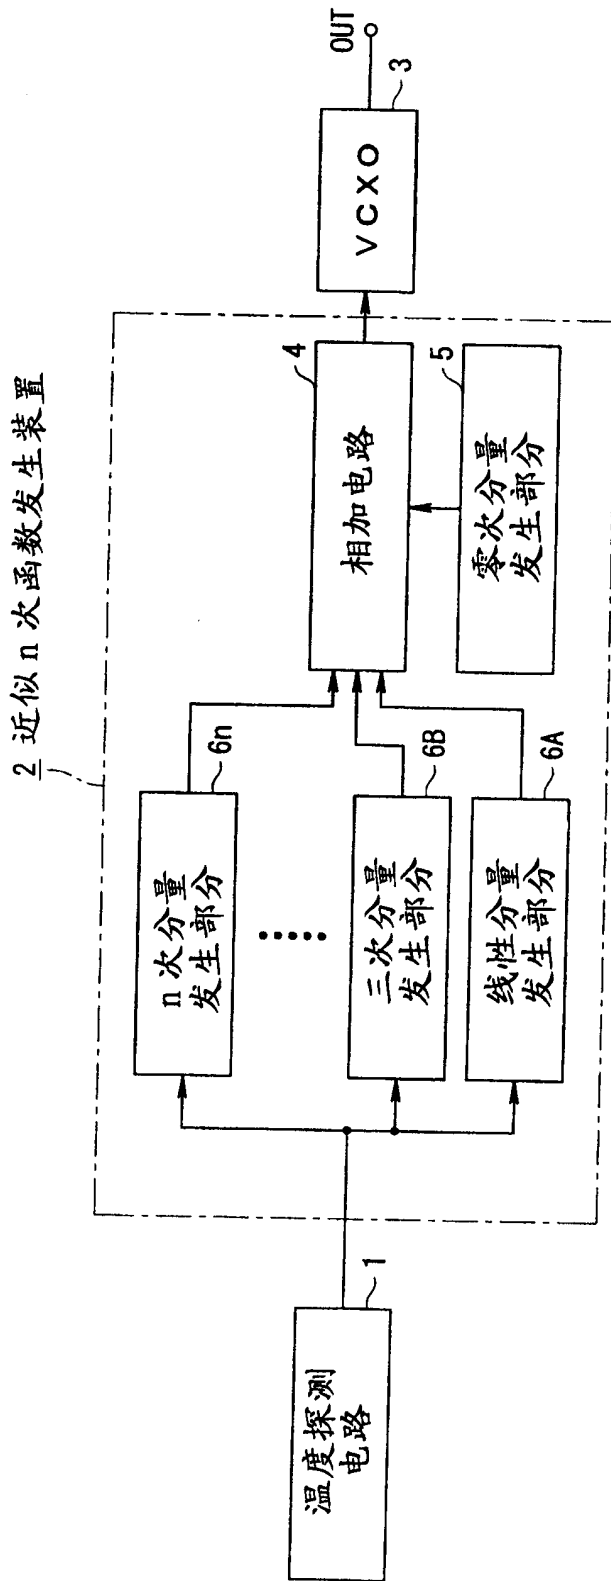 2 近似n次函数发生装置
温度探测
电路
1
n次分量
发生部分
6n
三次分量
发生部分
6B
线性分量
发生部分
6A
相加电路
4
零次分量
发生部分
5
VCXO
3
OUT